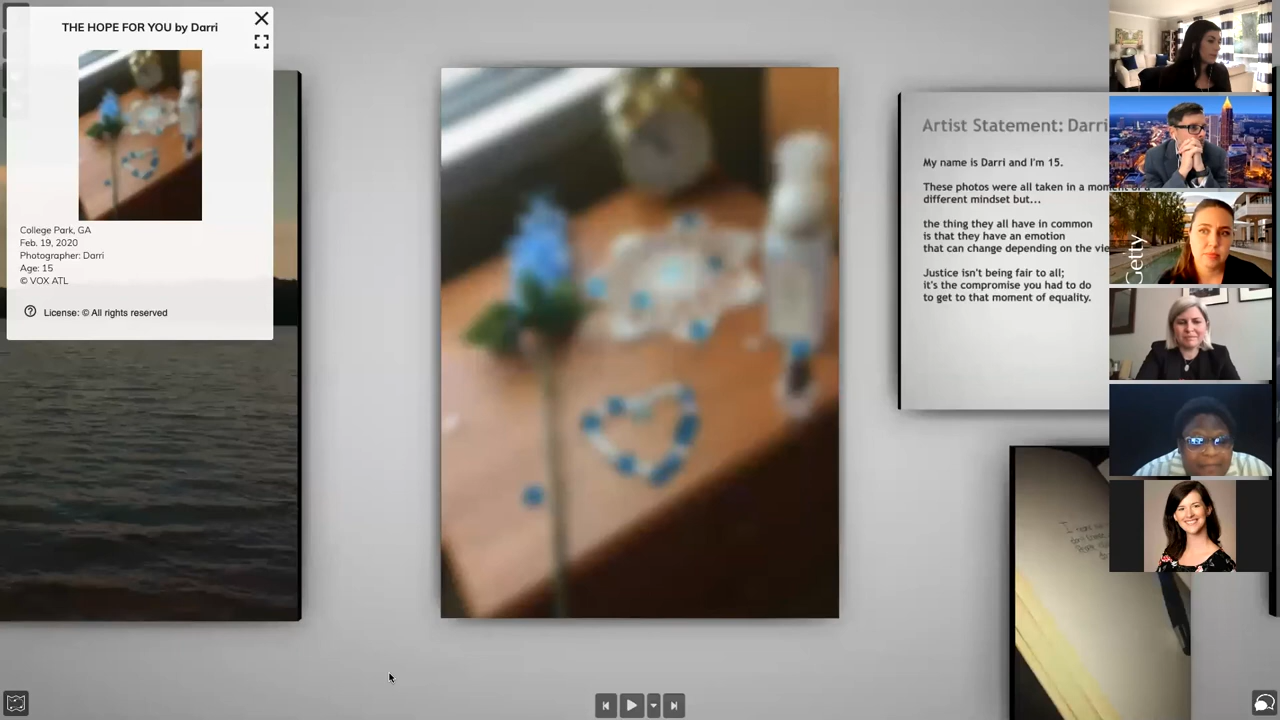 THE HOPE FOR YOU by Darri
College Park, GA
Feb. 19, 2020
Photographer: Darri
Age: 15
© VOX ATL
License: © All rights reserved
Artist Statement: Darri
My name is Darri and I'm 15.
These photos were all taken in a moment of a
different mindset but...
the thing they all have in common
is that they have an emotion
that can change depending on the vie
Justice isn't being fair to all;
it's the compromise you had to do
to get to that moment of equality.
Getty